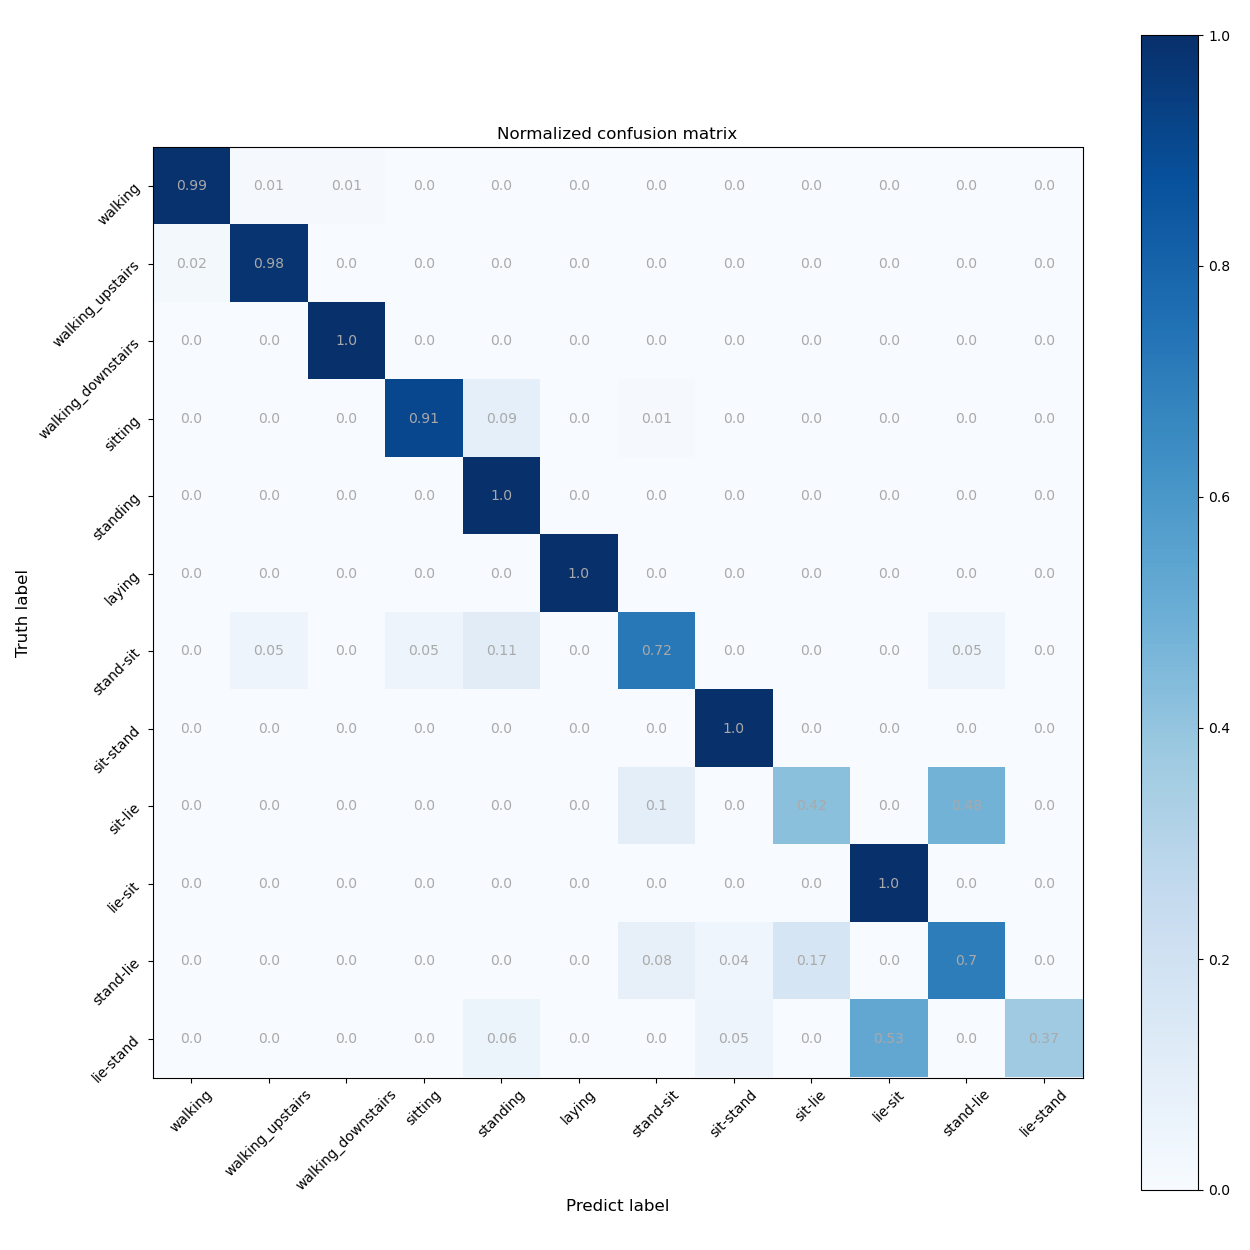 Normalized confusion matrix
walking 0.99 0.01 0.01 0.0 0.0 0.0 0.0 0.0 0.0 0.0 0.0 0.0
walking_upstairs 0.02 0.98 0.0 0.0 0.0 0.0 0.0 0.0 0.0 0.0 0.0 0.0
walking_downstairs 0.0 0.0 1.0 0.0 0.0 0.0 0.0 0.0 0.0 0.0 0.0 0.0
sitting 0.0 0.0 0.0 0.91 0.09 0.0 0.01 0.0 0.0 0.0 0.0 0.0
standing 0.0 0.0 0.0 0.0 1.0 0.0 0.0 0.0 0.0 0.0 0.0 0.0
laying 0.0 0.0 0.0 0.0 0.0 1.0 0.0 0.0 0.0 0.0 0.0 0.0
stand-sit 0.0 0.05 0.0 0.05 0.11 0.0 0.72 0.0 0.0 0.0 0.05 0.0
sit-stand 0.0 0.0 0.0 0.0 0.0 0.0 0.0 1.0 0.0 0.0 0.0 0.0
sit-lie 0.0 0.0 0.0 0.0 0.0 0.0 0.1 0.0 0.42 0.0 0.0
lie-sit 0.0 0.0 0.0 0.0 0.0 0.0 0.0 0.0 0.0 1.0 0.0 0.0
stand-lie 0.0 0.0 0.0 0.0 0.0 0.0 0.08 0.04 0.17 0.0 0.7 0.0
lie-stand 0.0 0.0 0.0 0.0 0.06 0.0 0.0 0.05 0.0 0.53 0.0 0.37
walking walking_upstairs walking_downstairs sitting standing laying stand-sit sit-stand sit-lie lie-sit stand-lie lie-stand
Truth label
Predict label
1.0
0.8
0.6
0.4
0.2
0.0